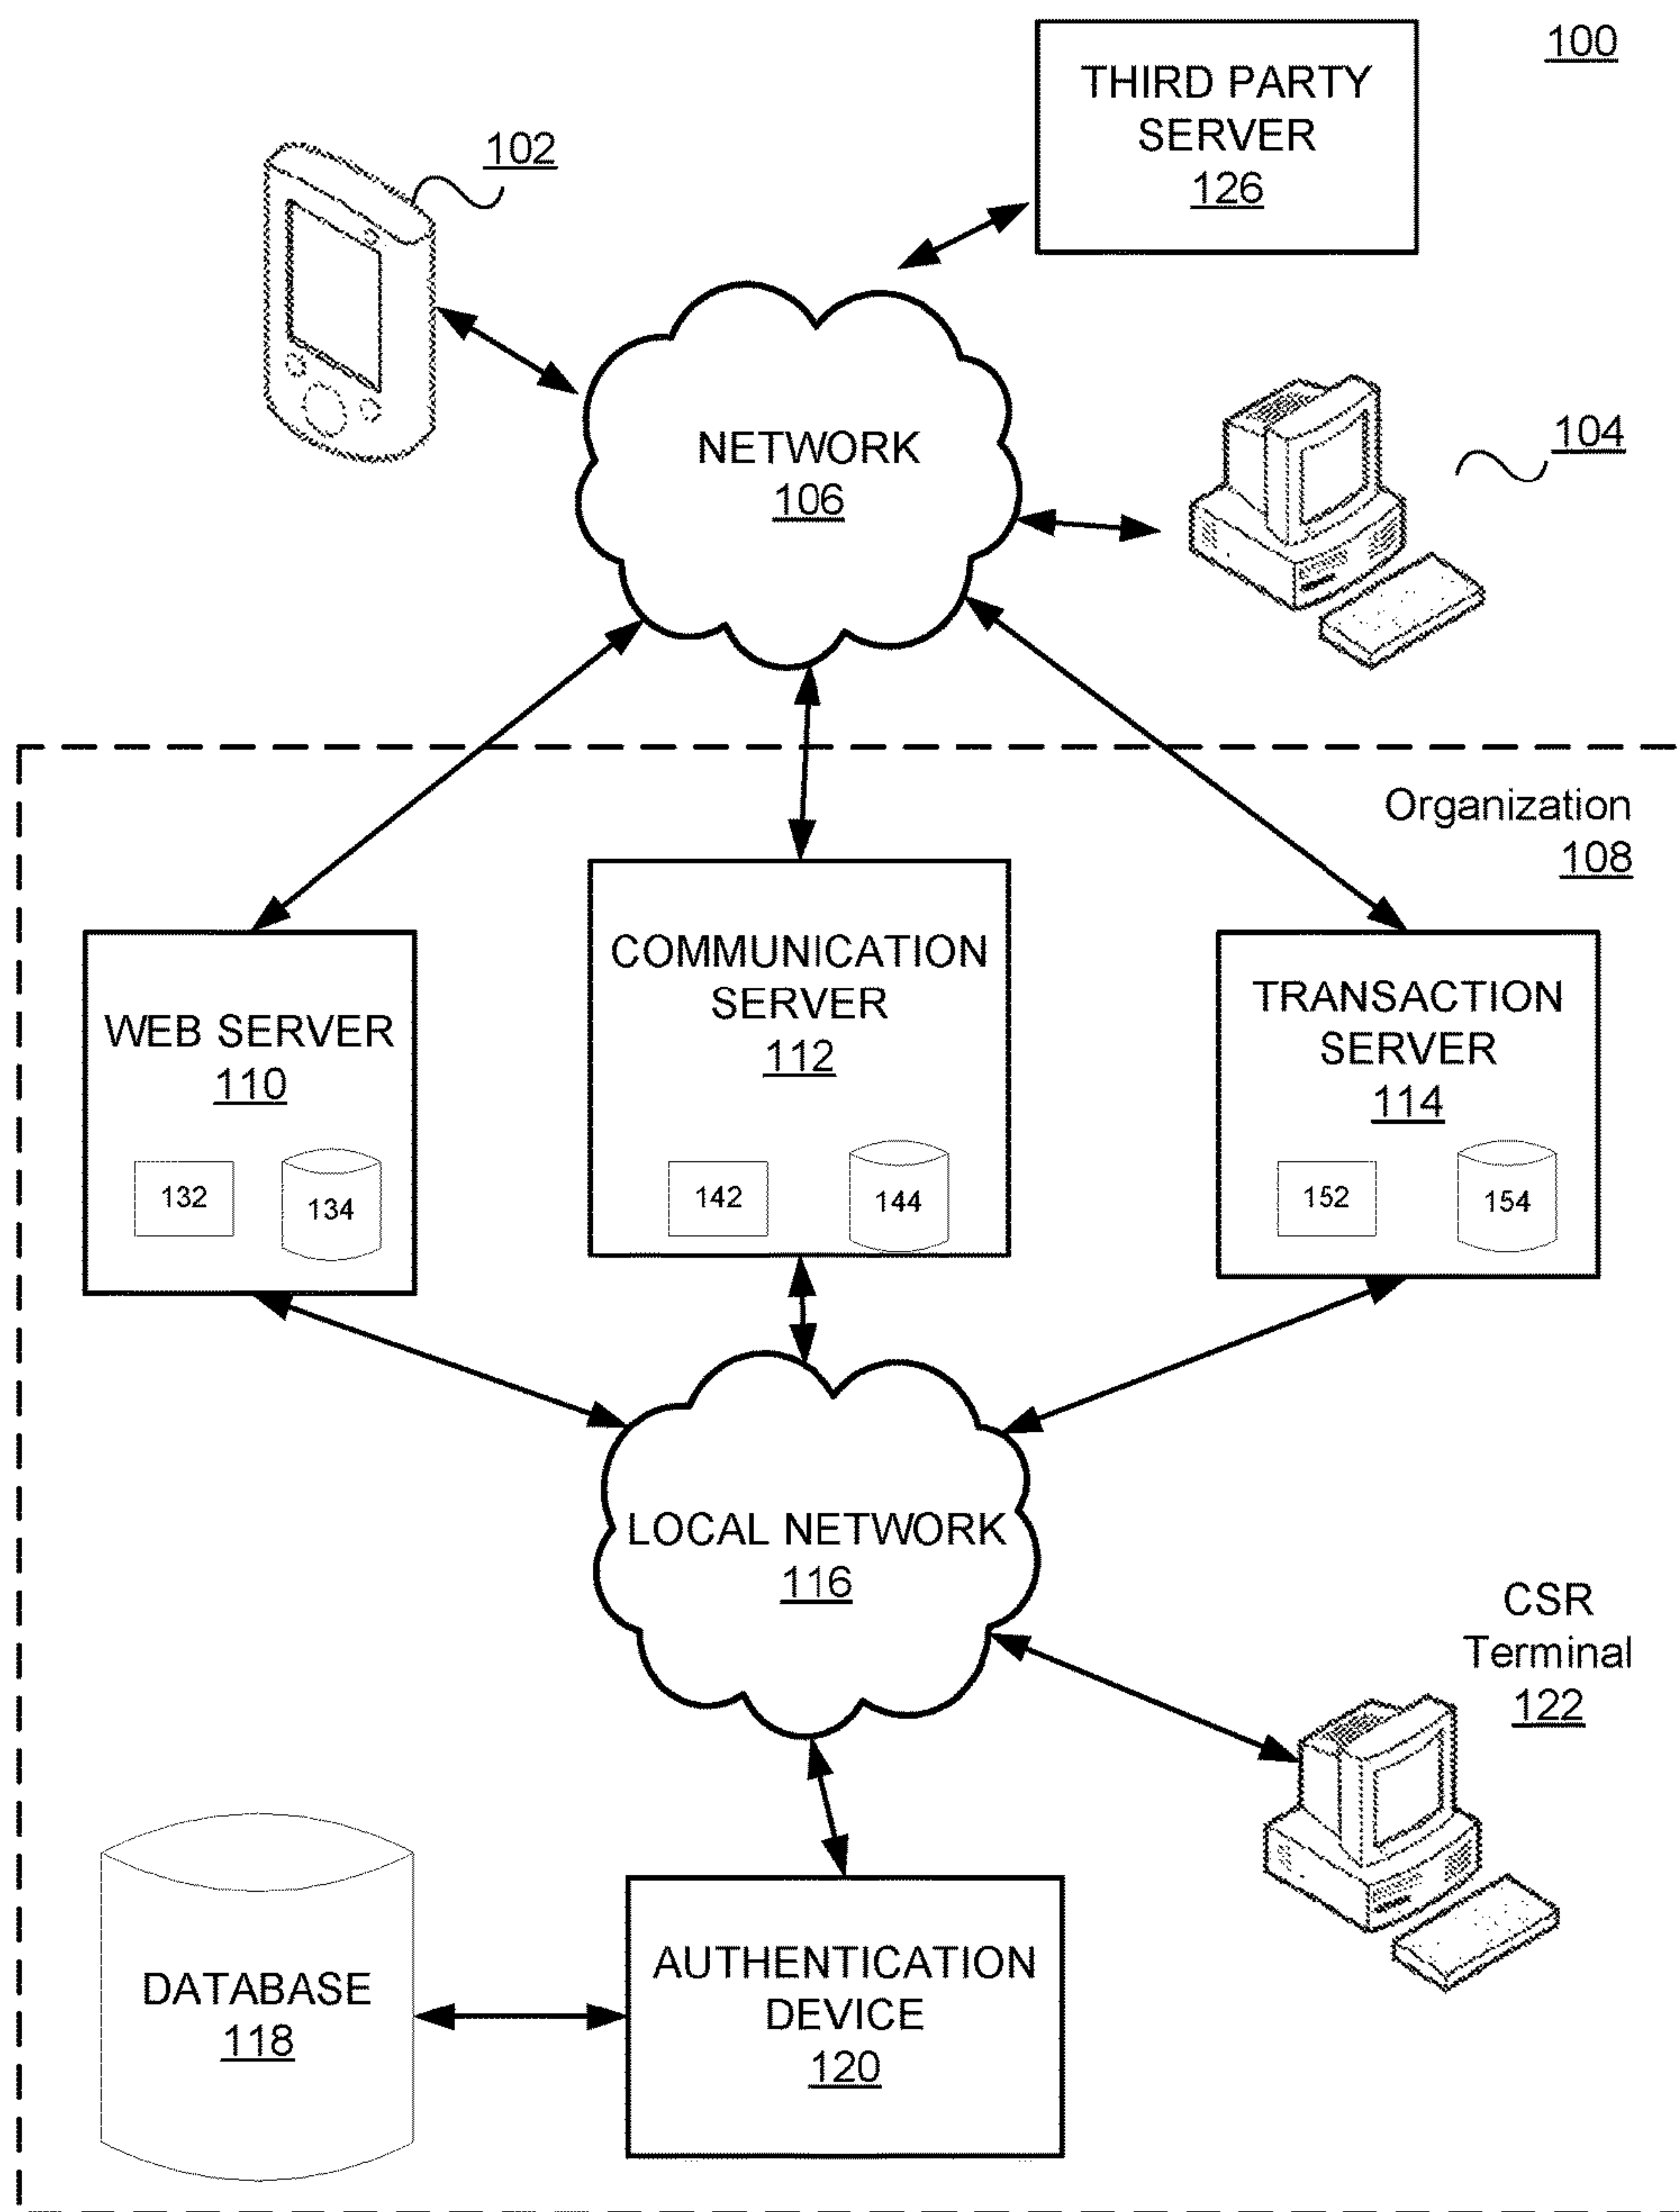 100
THIRD PARTY
SERVER
126
102
104
NETWORK
106
Organization
108
WEB SERVER
110
132
134
COMMUNICATION
SERVER
112
142
144
TRANSACTION
SERVER
114
152
154
LOCAL NETWORK
116
CSR
Terminal
122
DATABASE
118
AUTHENTICATION
DEVICE
120